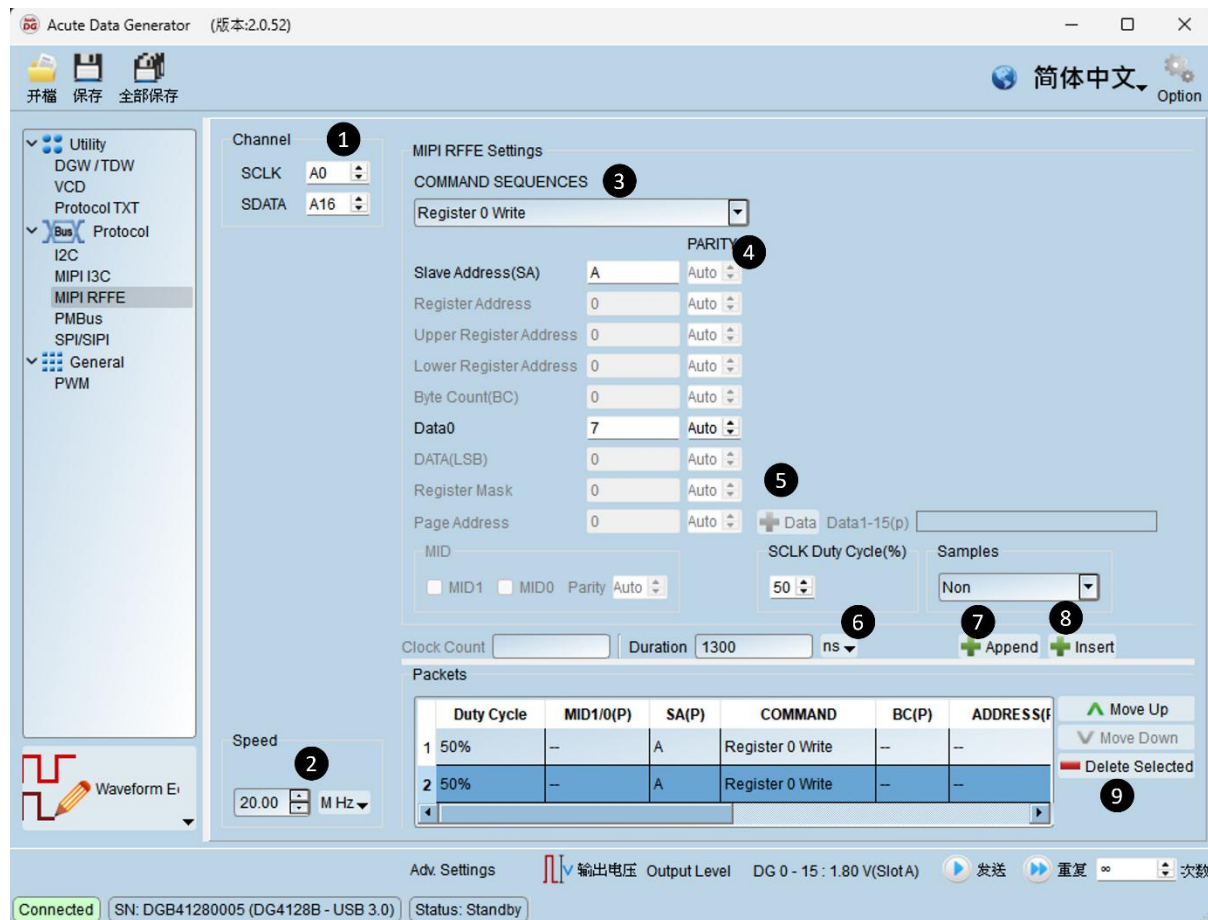 Acute Data Generator (版本:2.0.52)
开檔 保存 全部保存
简体中文
Option
Utility
DGW / TDW
VCD
Protocol TXT
Bus Protocol
I2C
MIPI I3C
MIPI RFFE
PMBus
SPI/SIPI
General
PWM
Waveform E
Channel 1
SCLK A0
SDATA A16
Speed
2
20.00 M Hz
MIPI RFFE Settings
COMMAND SEQUENCES 3
Register 0 Write
PARITY 4
Slave Address(SA) A Auto
Register Address 0 Auto
Upper Register Address 0 Auto
Lower Register Address 0 Auto
Byte Count(BC) 0 Auto
Data0 7 Auto
DATA(LSB) 0 Auto
Register Mask 0 Auto
5
Page Address 0 Auto Data Data1-15(p)
MID SCLK Duty Cycle(%) Samples
MID1 MID0 Parity Auto 50 Non
6 7 8
Clock Count Duration 1300 ns Append Insert
Packets
Duty Cycle MID1/0(P) SA(P) COMMAND BC(P) ADDRESS(F
1 50% -- A Register 0 Write -- --
2 50% -- A Register 0 Write -- --
Move Up
Move Down
Delete Selected
9
Adv. Settings 输出电压 Output Level DG 0 - 15 : 1.80 V(Slot A) 发送 重复 ∞ 次数
Connected SN: DGB41280005 (DG4128B - USB 3.0) Status: Standby